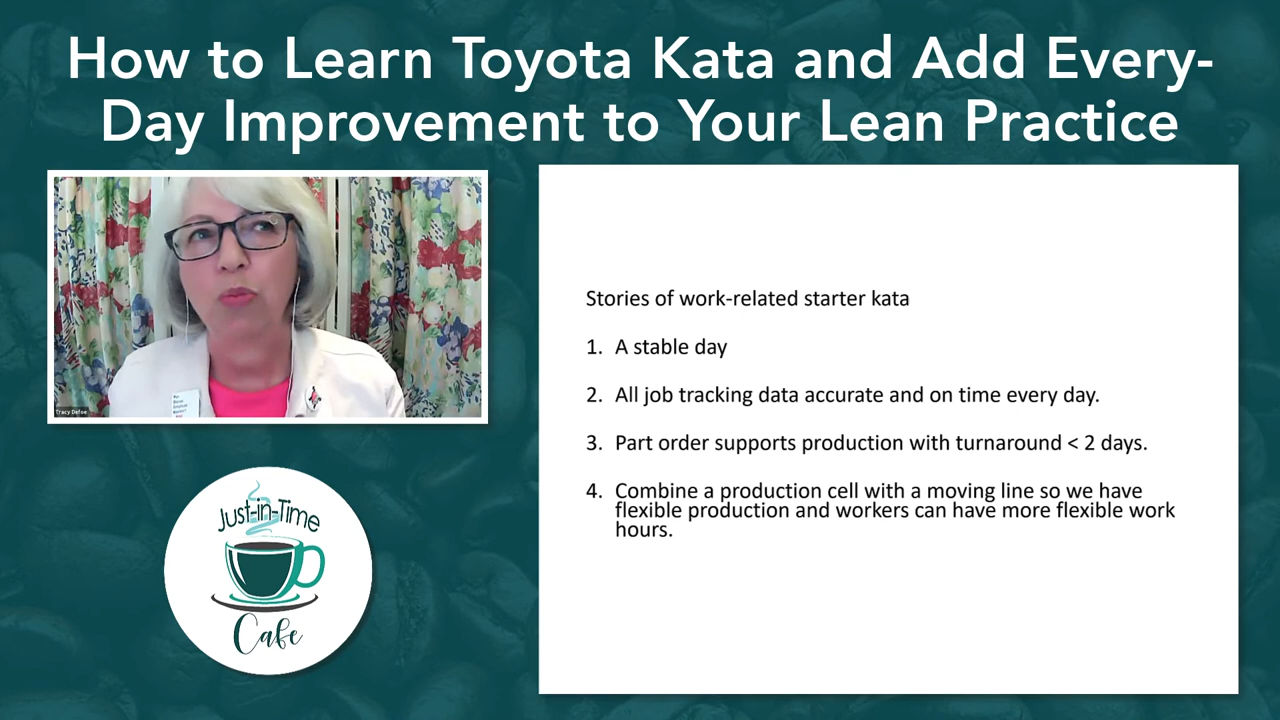 How to Learn Toyota Kata and Add Every-
Day Improvement to Your Lean Practice
Tracy Defoe
Just-in-Time
Cafe
Stories of work-related starter kata
1. A stable day
2. All job tracking data accurate and on time every day.
3. Part order supports production with turnaround < 2 days.
4. Combine a production cell with a moving line so we have
flexible production and workers can have more flexible work
hours.